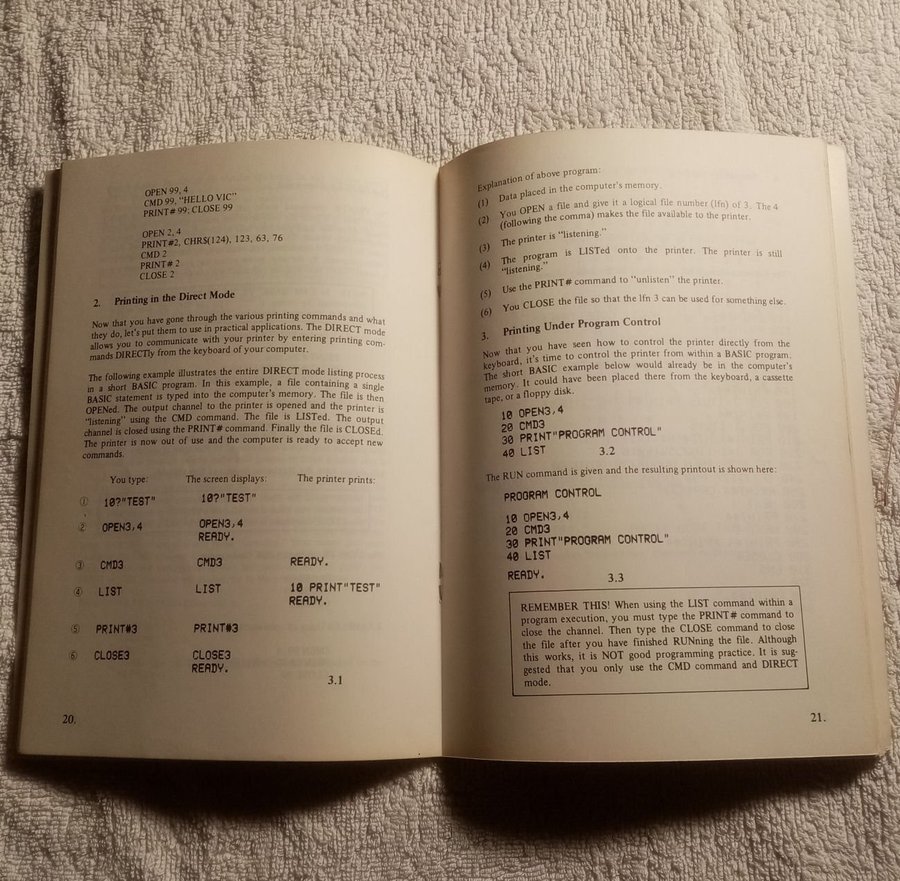 OPEN 99, 4
CMD 99, "HELLO VIC"
PRINT# 99: CLOSE 99
OPEN 2, 4
PRINT#2, CHR$(124), 123, 63, 76
CMD 2
PRINT# 2
CLOSE 2
2. Printing in the Direct Mode
Now that you have gone through the various printing commands and what
they do, let's put them to use in practical applications. The DIRECT mode
allows you to communicate with your printer by entering printing com-
mands DIRECTly from the keyboard of your computer.
The following example illustrates the entire DIRECT mode listing process
in a short BASIC program. In this example, a file containing a single
BASIC statement is typed into the computer's memory. The file is then
OPENed. The output channel to the printer is opened and the printer is
"listening" using the CMD command. The file is LISTed. The output
channel is closed using the PRINT# command. Finally the file is CLOSEd.
The printer is now out of use and the computer is ready to accept new
commands.
You type: The screen displays: The printer prints:
① 10?"TEST" 10?"TEST"
② OPEN3,4 OPEN3,4
READY.
③ CMD3 CMD3 READY.
④ LIST LIST 10 PRINT"TEST"
READY.
⑤ PRINT#3 PRINT#3
⑥ CLOSE3 CLOSE3
READY.
3.1
20.
Explanation of above program:
(1) Data placed in the computer's memory.
(2) You OPEN a file and give it a logical file number (lfn) of 3. The 4
(following the comma) makes the file available to the printer.
(3) The printer is "listening."
(4) The program is LISTed onto the printer. The printer is still
"listening."
(5) Use the PRINT# command to "unlisten" the printer.
(6) You CLOSE the file so that the lfn 3 can be used for something else.
3. Printing Under Program Control
Now that you have seen how to control the printer directly from the
keyboard, it's time to control the printer from within a BASIC program.
The short BASIC example below would already be in the computer's
memory. It could have been placed there from the keyboard, a cassette
tape, or a floppy disk.
10 OPEN3,4
20 CMD3
30 PRINT"PROGRAM CONTROL"
40 LIST 3.2
The RUN command is given and the resulting printout is shown here:
PROGRAM CONTROL
10 OPEN3,4
20 CMD3
30 PRINT"PROGRAM CONTROL"
40 LIST
READY. 3.3
REMEMBER THIS! When using the LIST command within a
program execution, you must type the PRINT# command to
close the channel. Then type the CLOSE command to close
the file after you have finished RUNning the file. Although
this works, it is NOT good programming practice. It is sug-
gested that you only use the CMD command and DIRECT
mode.
21.